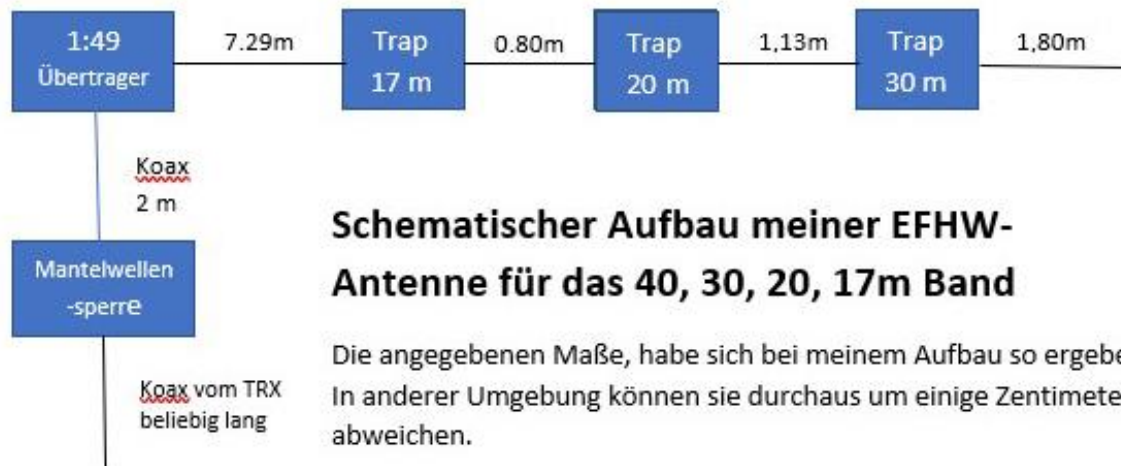 1:49
Übertrager
7.29m
Trap
17 m
0.80m
Trap
20 m
1,13m
Trap
30 m
1,80m
Koax
2 m
Mantelwellen
-sperre
Koax vom TRX
beliebig lang
Schematischer Aufbau meiner EFHW-
Antenne für das 40, 30, 20, 17m Band
Die angegebenen Maße, habe sich bei meinem Aufbau so ergebe
In anderer Umgebung können sie durchaus um einige Zentimete
abweichen.